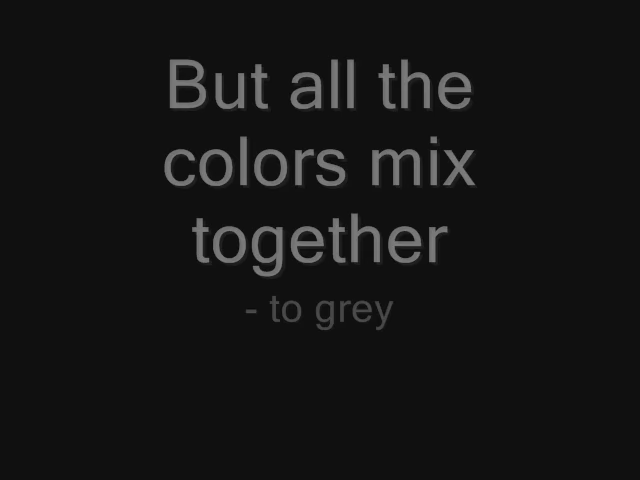 But all the
colors mix
together
- to grey